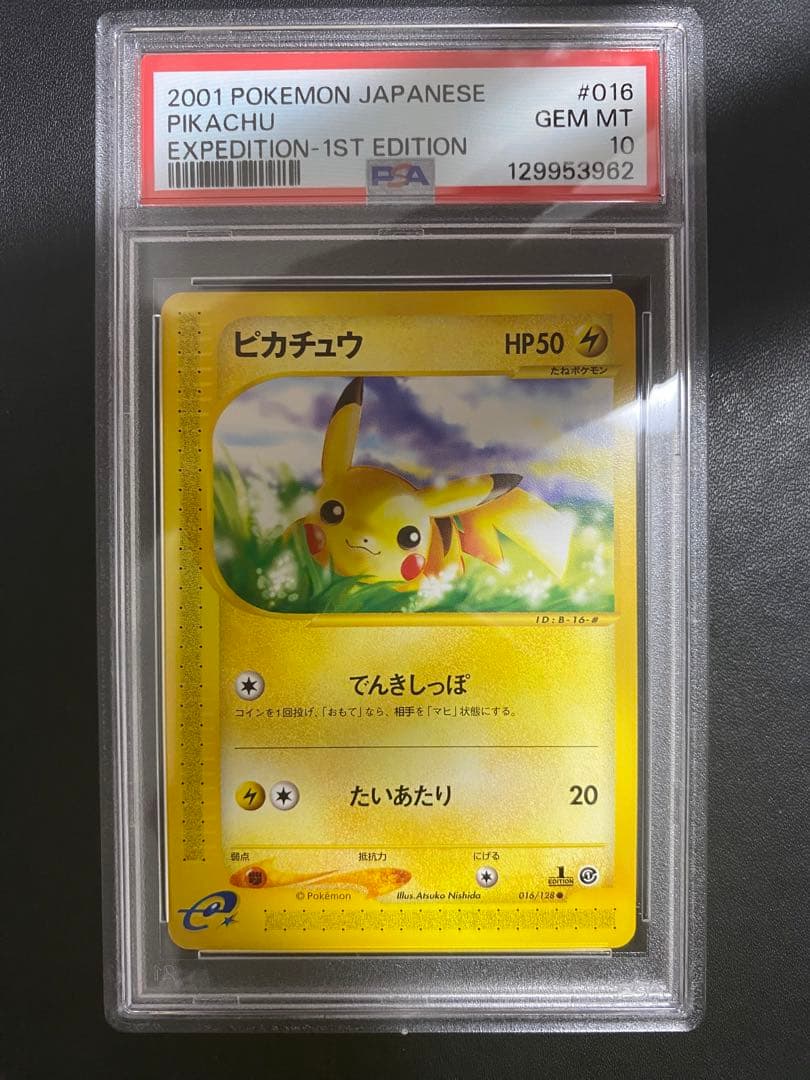 2001 POKEMON JAPANESE #016
PIKACHU GEM MT
EXPEDITION-1ST EDITION 10
PSA 129953962
ピカチュウ HP50
たねポケモン
ID:B-16-#
でんきしっぽ
コインを1回投げ、「おもて」なら、相手を「マヒ」状態にする。
たいあたり 20
弱点 抵抗力 にげる
1
EDITION
© Pokémon Illus.Atsuko Nishida 016/128
e